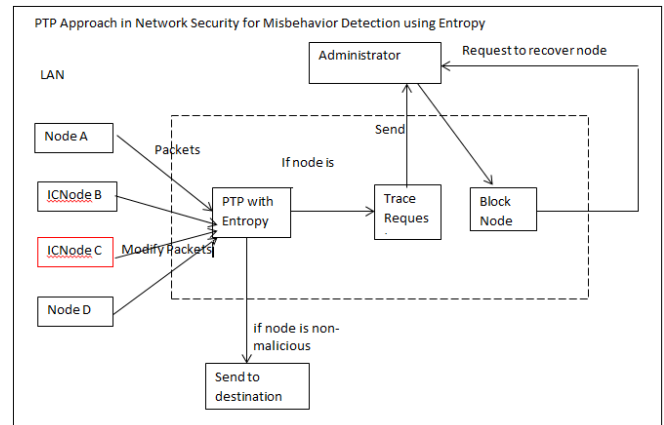 PTP Approach in Network Security for Misbehavior Detection using Entropy
Administrator
Request to recover node
LAN
Node A
Packets
Send
If node is
ICNode B
PTP with
Entropy
Trace
Reques
Block
Node
ICNode C
Modify Packets
Node D
if node is non-
malicious
Send to
destination